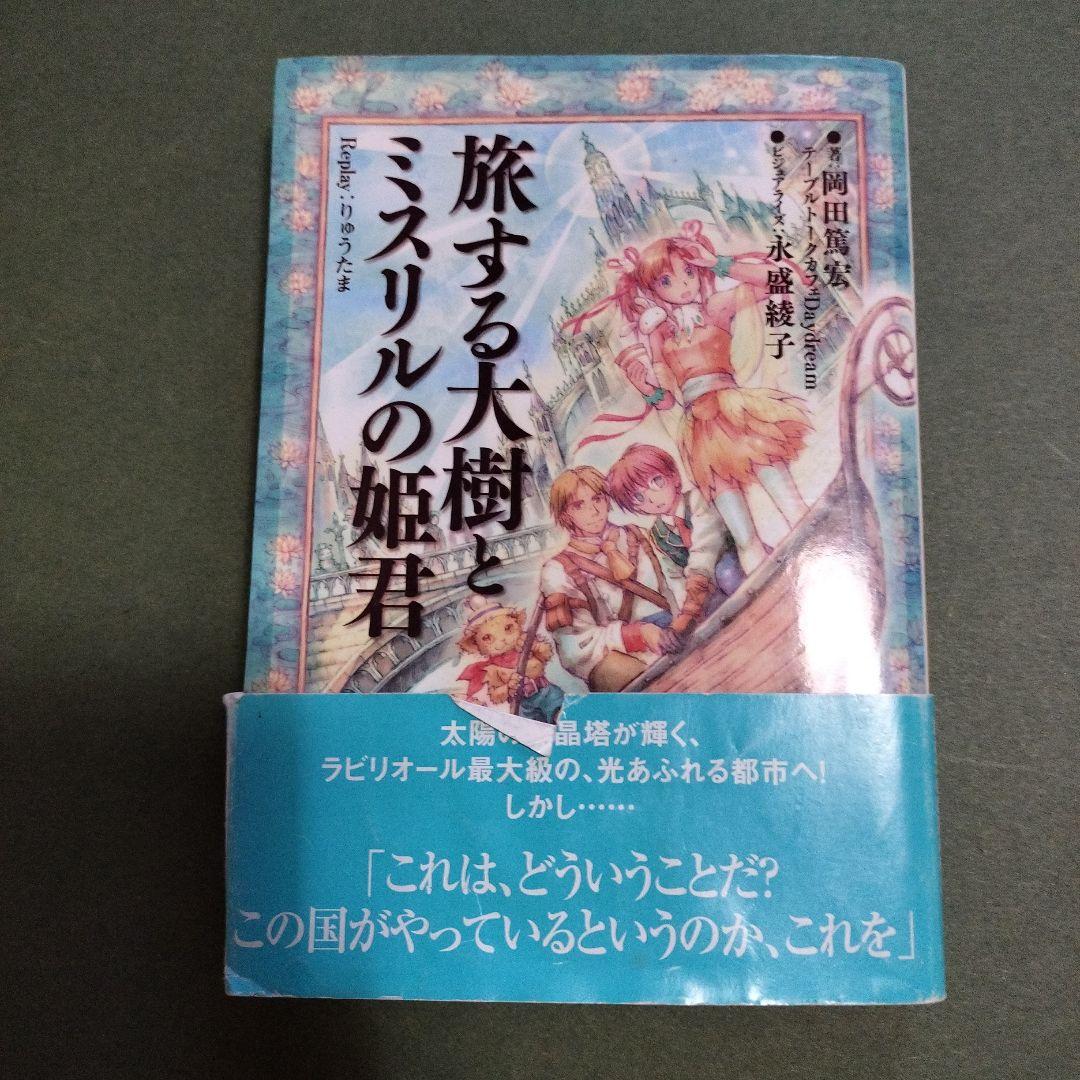 ●著：岡田篤宏
テーブルトークカフェDaydream
●ビジュアライズ：永盛綾子
旅する大樹と
ミスリルの姫君
Replay：りゅうたま
太陽の 晶塔が輝く、
ラビリオール最大級の、光あふれる都市へ！
しかし……
「これは、どういうことだ？
この国がやっているというのか、これを」